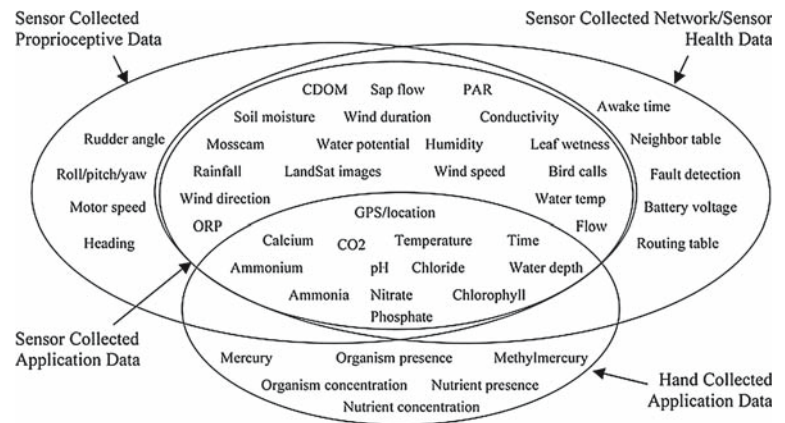 Sensor Collected
Proprioceptive Data
Sensor Collected Network/Sensor
Health Data
CDOM Sap flow PAR
Awake time
Soil moisture Wind duration Conductivity
Rudder angle
Mosscam Water potential Humidity Leaf wetness
Neighbor table
Roll/pitch/yaw
Rainfall LandSat images Wind speed Bird calls
Fault detection
Motor speed
Wind direction Water temp
Battery voltage
GPS/location
ORP Flow
Heading
Calcium CO2 Temperature Time
Routing table
Ammonium pH Chloride Water depth
Ammonia Nitrate Chlorophyll
Phosphate
Sensor Collected
Application Data
Mercury Organism presence Methylmercury
Organism concentration Nutrient presence
Nutrient concentration
Hand Collected
Application Data